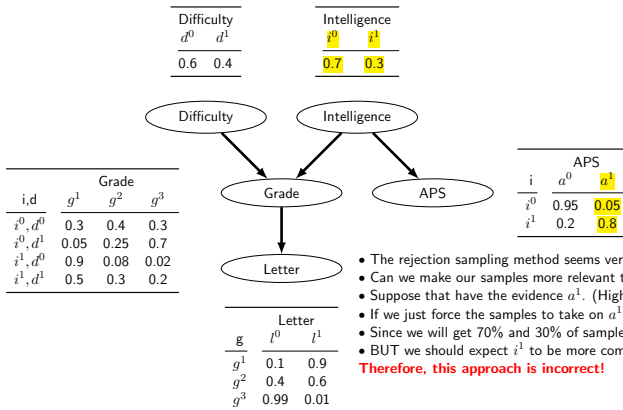 Difficulty
d⁰ d¹
0.6 0.4
Intelligence
i⁰ i¹
0.7 0.3
Difficulty
Intelligence
Grade
APS
Letter
Grade
i,d g¹ g² g³
i⁰, d⁰ 0.3 0.4 0.3
i⁰, d¹ 0.05 0.25 0.7
i¹, d⁰ 0.9 0.08 0.02
i¹, d¹ 0.5 0.3 0.2
APS
i a⁰ a¹
i⁰ 0.95 0.05
i¹ 0.2 0.8
Letter
g l⁰ l¹
g¹ 0.1 0.9
g² 0.4 0.6
g³ 0.99 0.01
• The rejection sampling method seems ver
• Can we make our samples more relevant t
• Suppose that have the evidence a¹. (High
• If we just force the samples to take on a¹
• Since we will get 70% and 30% of sample
• BUT we should expect i¹ to be more com
Therefore, this approach is incorrect!